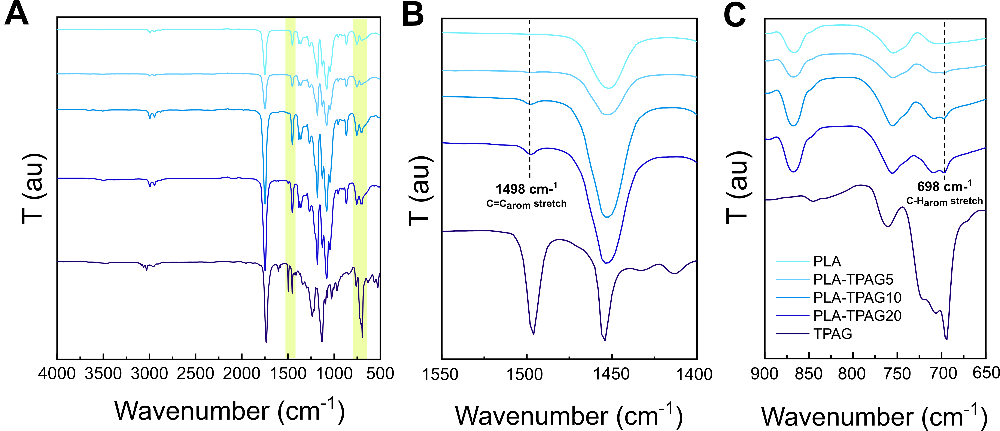 A
T (au)
4000 3500 3000 2500 2000 1500 1000 500
Wavenumber (cm-1)
B
T (au)
1498 cm-1
C=Carom stretch
1550 1500 1450 1400
Wavenumber (cm-1)
C
T (au)
698 cm-1
C-Harom stretch
PLA
PLA-TPAG5
PLA-TPAG10
PLA-TPAG20
TPAG
900 850 800 750 700 650
Wavenumber (cm-1)